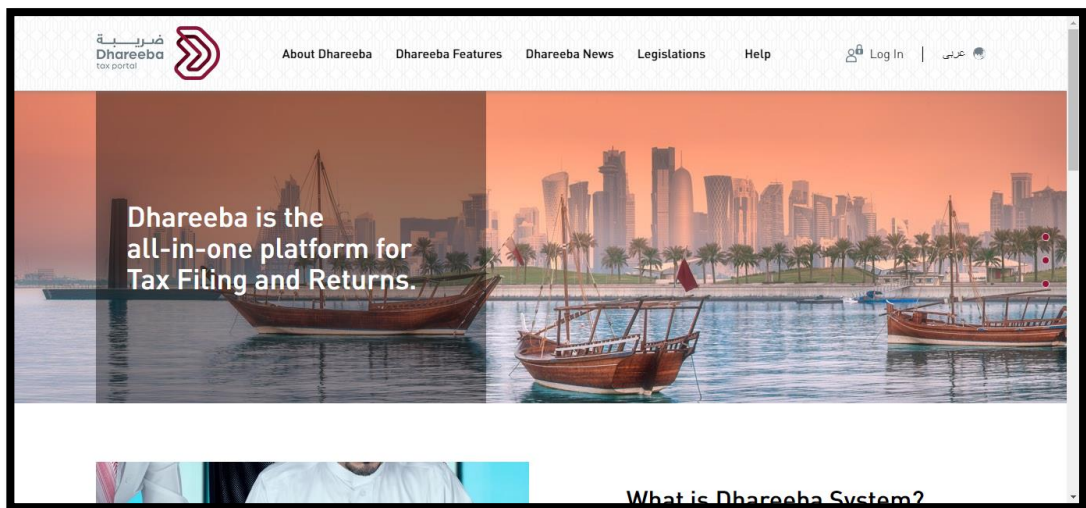 ضريبة
Dhareeba
tax portal
About Dhareeba
Dhareeba Features
Dhareeba News
Legislations
Help
Log In
عربى
Dhareeba is the
all-in-one platform for
Tax Filing and Returns.
What is Dhareeba System?